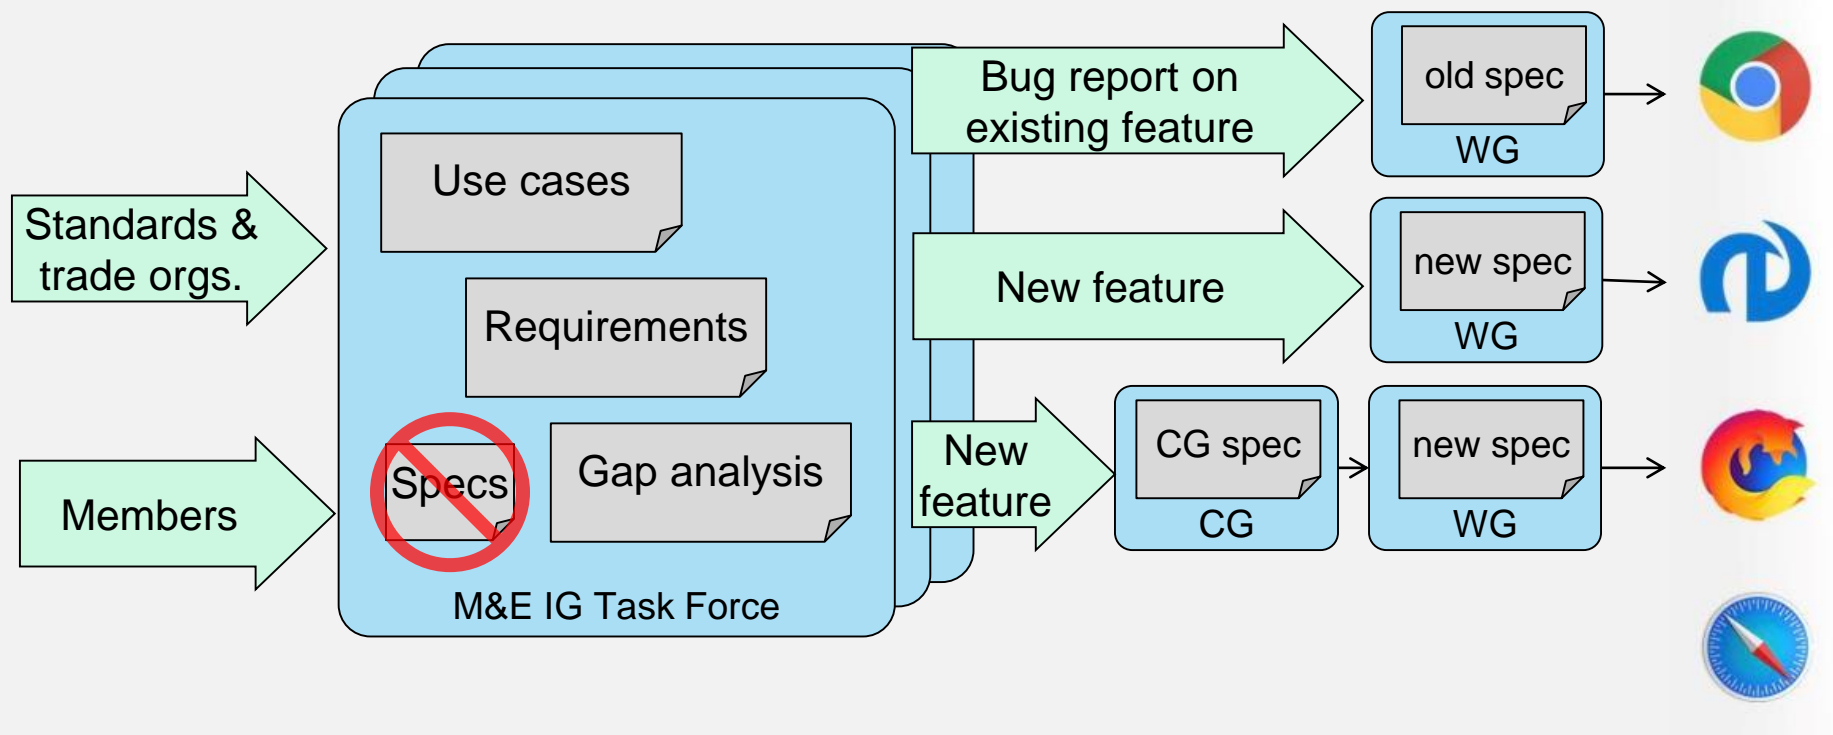 Standards &
trade orgs.
Members
Use cases
Requirements
Specs
Gap analysis
M&E IG Task Force
Bug report on
existing feature
old spec
WG
New feature
new spec
WG
New
feature
CG spec
CG
new spec
WG